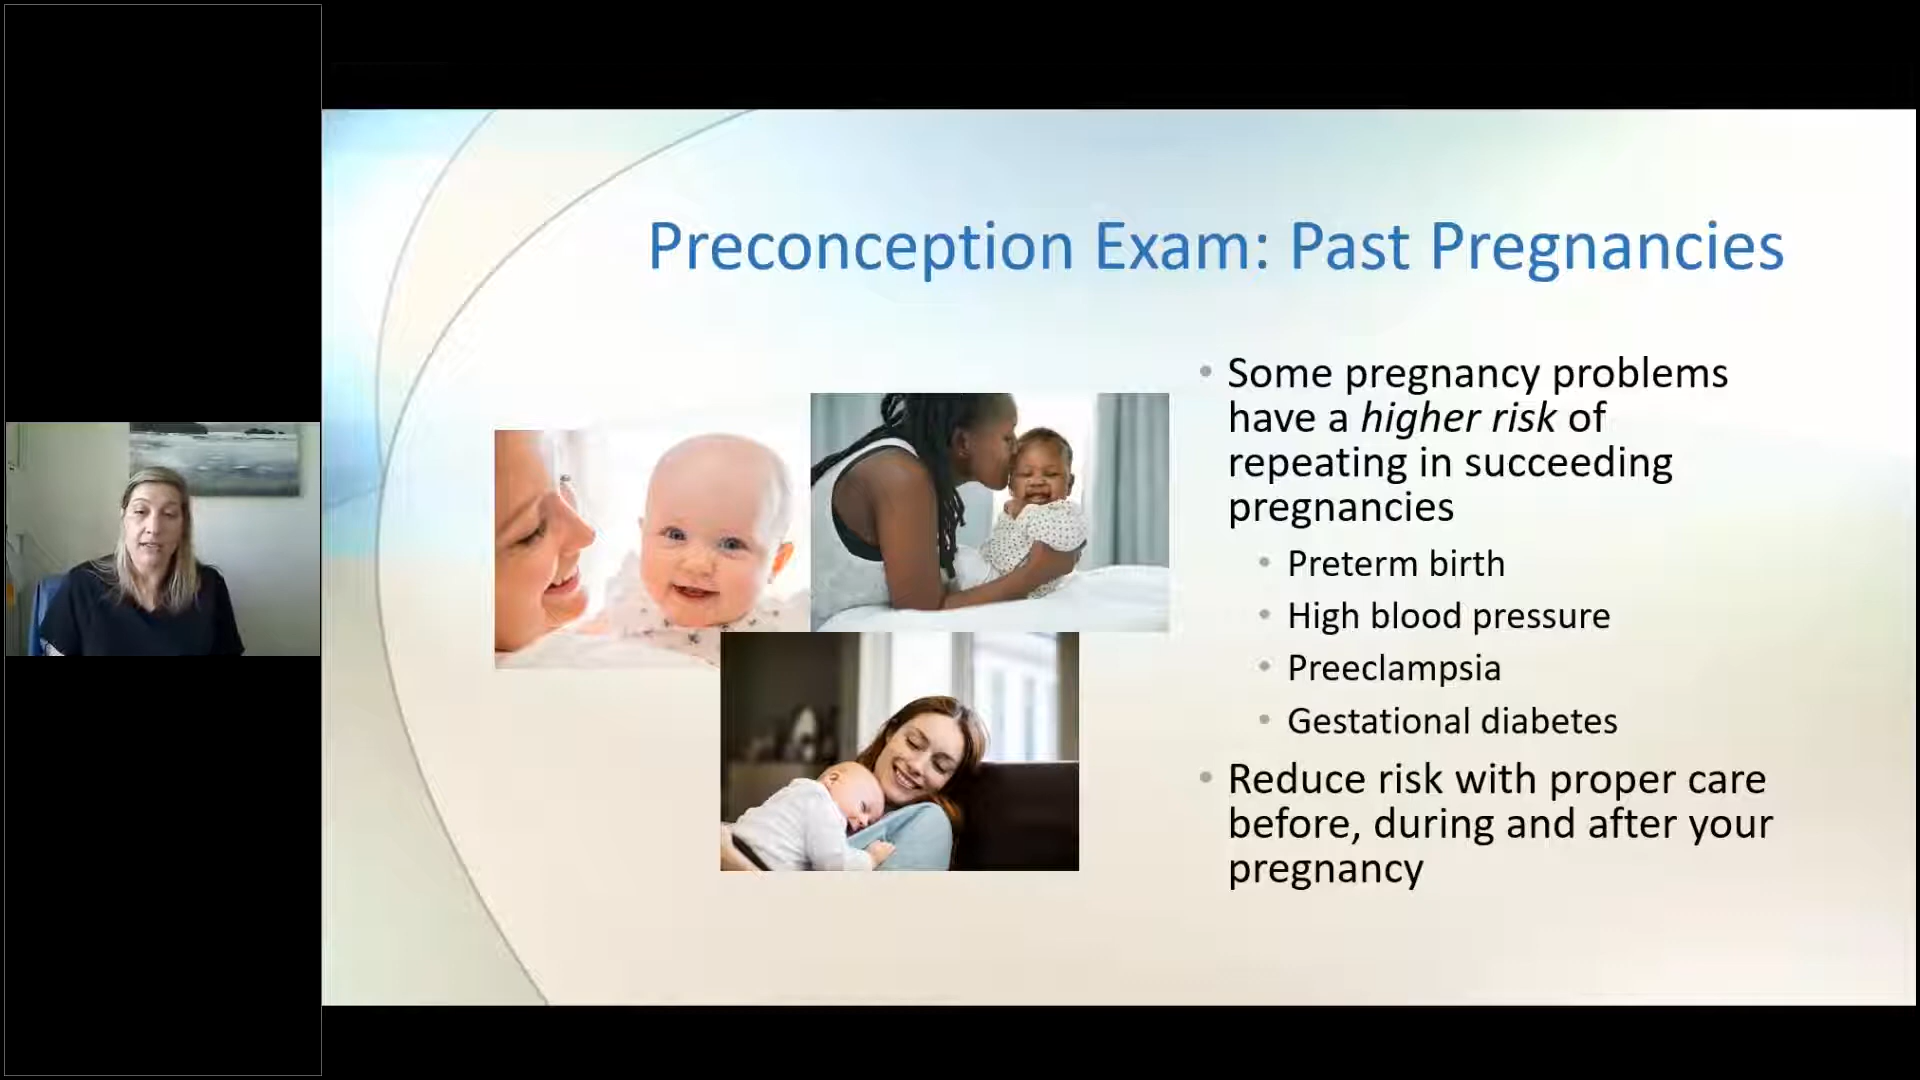 Preconception Exam: Past Pregnancies
• Some pregnancy problems
have a higher risk of
repeating in succeeding
pregnancies
• Preterm birth
• High blood pressure
• Preeclampsia
• Gestational diabetes
• Reduce risk with proper care
before, during and after your
pregnancy